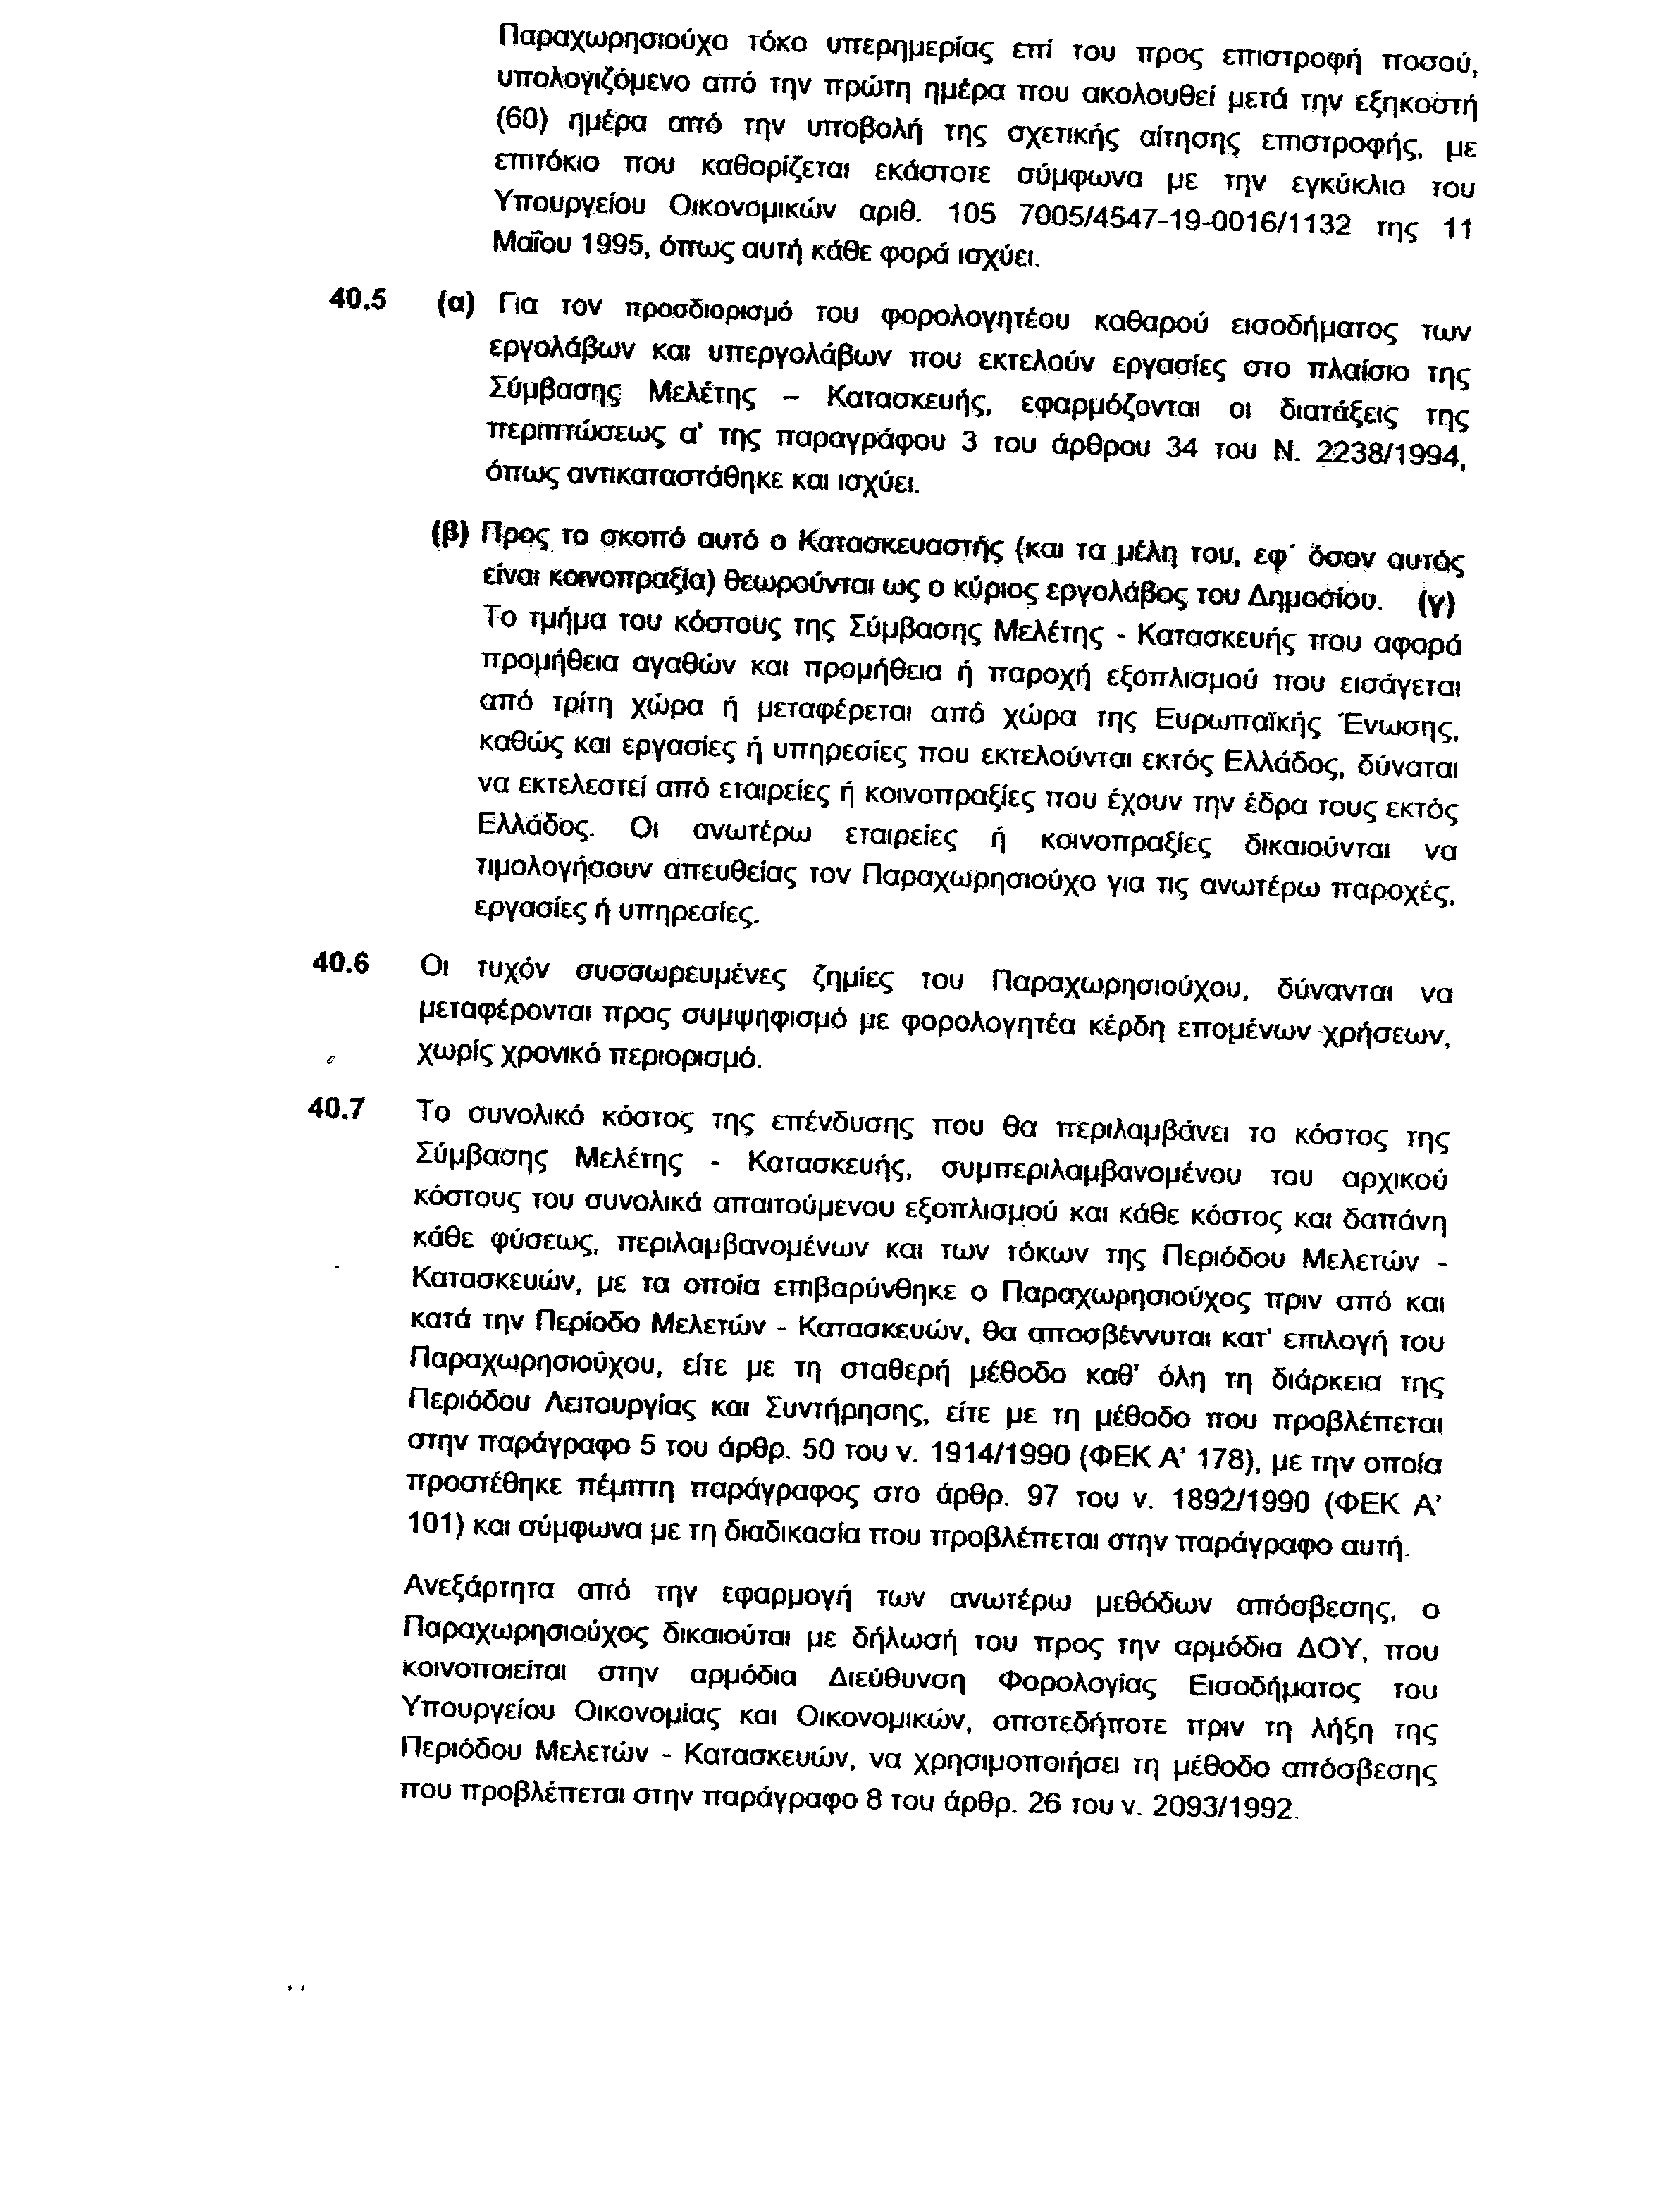 Παραχωρησιούχο τόκο υπερημερίας επί του προς επιστροφή ποσού,
υπολογιζόμενο από την πρώτη ημέρα που ακολουθεί μετά την εξηκοστή
(60) ημέρα από την υποβολή της σχετικής αίτησης επιστροφής, με
επιτόκιο που καθορίζεται εκάστοτε σύμφωνα με την εγκύκλιο του
Υπουργείου Οικονομικών αριθ. 105 7005/4547-19-0016/1132 της 11
Μαΐου 1995, όπως αυτή κάθε φορά ισχύει.
40.5 (α) Για τον προσδιορισμό του φορολογητέου καθαρού εισοδήματος των
εργολάβων και υπεργολάβων που εκτελούν εργασίες στο πλαίσιο της
Σύμβασης Μελέτης – Κατασκευής, εφαρμόζονται οι διατάξεις της
περιπτώσεως α' της παραγράφου 3 του άρθρου 34 του Ν. 2238/1994,
όπως αντικαταστάθηκε και ισχύει.
(β) Προς το σκοπό αυτό ο Κατασκευαστής (και τα μέλη του, εφ΄ όσον αυτός
είναι κοινοπραξία) θεωρούνται ως ο κύριος εργολάβος του Δημοσίου. (γ)
Το τμήμα του κόστους της Σύμβασης Μελέτης - Κατασκευής που αφορά
προμήθεια αγαθών και προμήθεια ή παροχή εξοπλισμού που εισάγεται
από τρίτη χώρα ή μεταφέρεται από χώρα της Ευρωπαϊκής Ένωσης,
καθώς και εργασίες ή υπηρεσίες που εκτελούνται εκτός Ελλάδος, δύναται
να εκτελεστεί από εταιρείες ή κοινοπραξίες που έχουν την έδρα τους εκτός
Ελλάδος. Οι ανωτέρω εταιρείες ή κοινοπραξίες δικαιούνται να
τιμολογήσουν απευθείας τον Παραχωρησιούχο για τις ανωτέρω παροχές,
εργασίες ή υπηρεσίες.
40.6 Οι τυχόν συσσωρευμένες ζημίες του Παραχωρησιούχου, δύνανται να
μεταφέρονται προς συμψηφισμό με φορολογητέα κέρδη επομένων χρήσεων,
χωρίς χρονικό περιορισμό.
40.7 Το συνολικό κόστος της επένδυσης που θα περιλαμβάνει το κόστος της
Σύμβασης Μελέτης - Κατασκευής, συμπεριλαμβανομένου του αρχικού
κόστους του συνολικά απαιτούμενου εξοπλισμού και κάθε κόστος και δαπάνη
κάθε φύσεως, περιλαμβανομένων και των τόκων της Περιόδου Μελετών -
Κατασκευών, με τα οποία επιβαρύνθηκε ο Παραχωρησιούχος πριν από και
κατά την Περίοδο Μελετών - Κατασκευών, θα αποσβέννυται κατ' επιλογή του
Παραχωρησιούχου, είτε με τη σταθερή μέθοδο καθ' όλη τη διάρκεια της
Περιόδου Λειτουργίας και Συντήρησης, είτε με τη μέθοδο που προβλέπεται
στην παράγραφο 5 του άρθρ. 50 του ν. 1914/1990 (ΦΕΚ Α' 178), με την οποία
προστέθηκε πέμπτη παράγραφος στο άρθρ. 97 του ν. 1892/1990 (ΦΕΚ Α'
101) και σύμφωνα με τη διαδικασία που προβλέπεται στην παράγραφο αυτή.
Ανεξάρτητα από την εφαρμογή των ανωτέρω μεθόδων απόσβεσης, ο
Παραχωρησιούχος δικαιούται με δήλωσή του προς την αρμόδια ΔΟΥ, που
κοινοποιείται στην αρμόδια Διεύθυνση Φορολογίας Εισοδήματος του
Υπουργείου Οικονομίας και Οικονομικών, οποτεδήποτε πριν τη λήξη της
Περιόδου Μελετών - Κατασκευών, να χρησιμοποιήσει τη μέθοδο απόσβεσης
που προβλέπεται στην παράγραφο 8 του άρθρ. 26 του ν. 2093/1992.